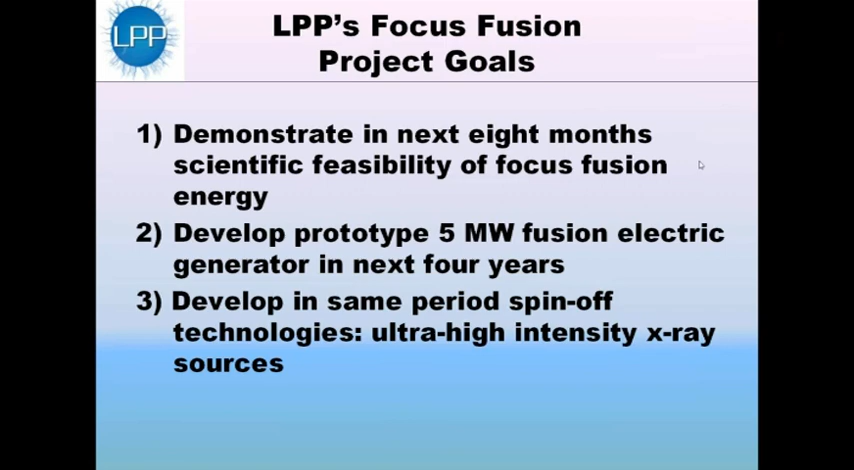 LPP
LPP's Focus Fusion
Project Goals
1) Demonstrate in next eight months
scientific feasibility of focus fusion
energy
2) Develop prototype 5 MW fusion electric
generator in next four years
3) Develop in same period spin-off
technologies: ultra-high intensity x-ray
sources